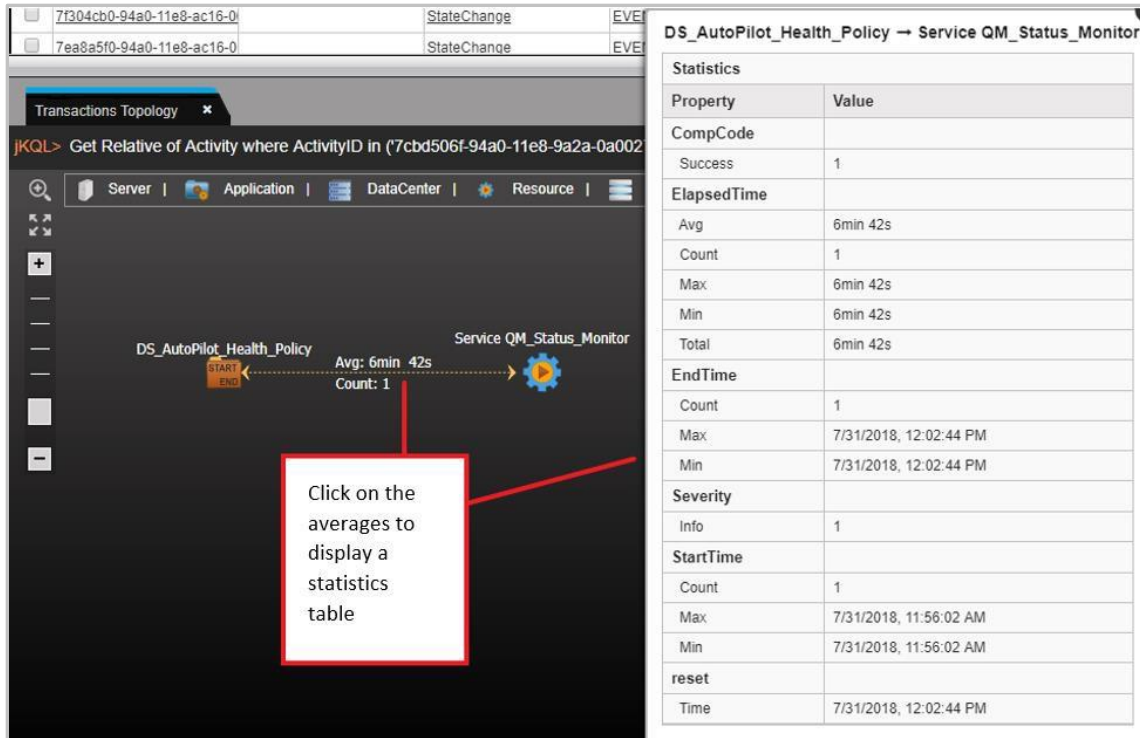 7f304cb0-94a0-11e8-ac16-0 StateChange EVE
7ea8a5f0-94a0-11e8-ac16-0 StateChange EVE
Transactions Topology ×
jKQL> Get Relative of Activity where ActivityID in ('7cbd506f-94a0-11e8-9a2a-0a002
Server | Application | DataCenter | Resource |
+
DS_AutoPilot_Health_Policy
START
END
Avg: 6min 42s
Count: 1
Service QM_Status_Monitor
−
Click on the
averages to
display a
statistics
table
DS_AutoPilot_Health_Policy → Service QM_Status_Monitor
Statistics
Property Value
CompCode
Success 1
ElapsedTime
Avg 6min 42s
Count 1
Max 6min 42s
Min 6min 42s
Total 6min 42s
EndTime
Count 1
Max 7/31/2018, 12:02:44 PM
Min 7/31/2018, 12:02:44 PM
Severity
Info 1
StartTime
Count 1
Max 7/31/2018, 11:56:02 AM
Min 7/31/2018, 11:56:02 AM
reset
Time 7/31/2018, 12:02:44 PM